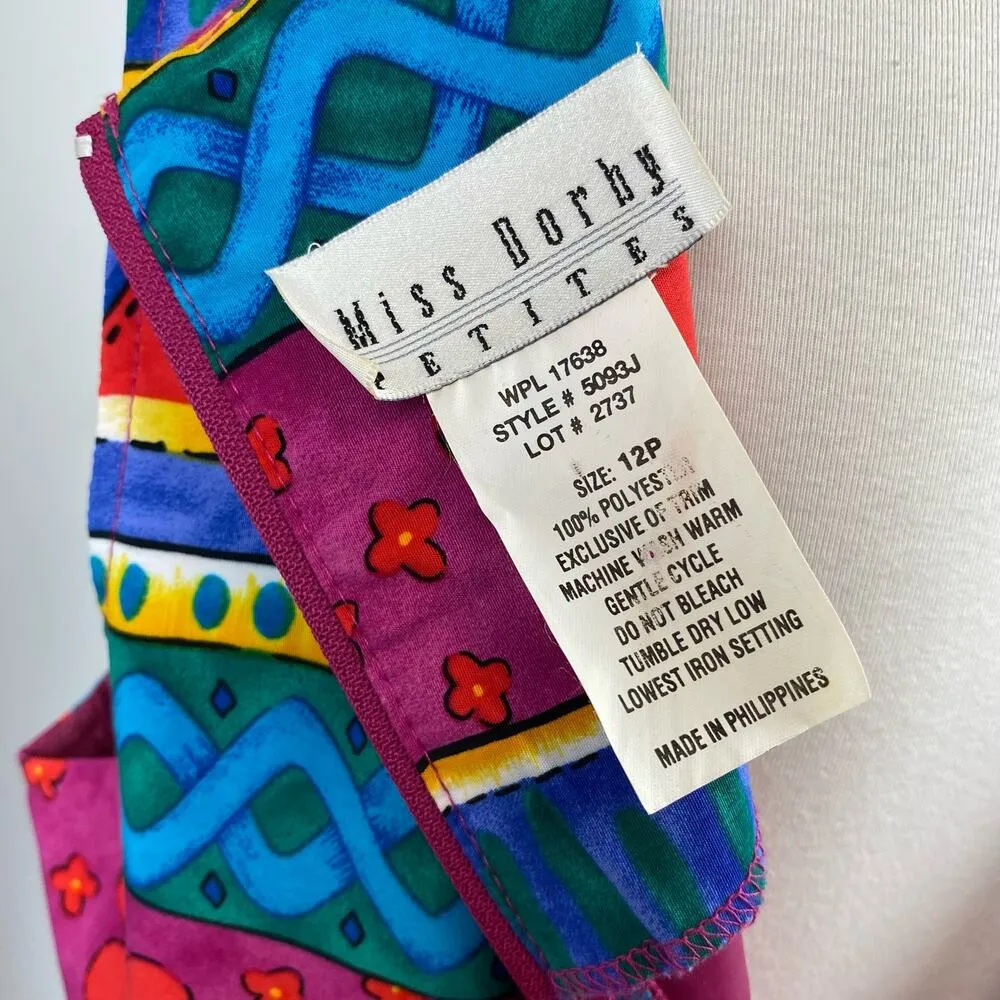 Miss Dorby
PETITES
WPL 17638
STYLE # 5093J
LOT # 2737
SIZE: 12P
100% POLYESTER
EXCLUSIVE OF TRIM
MACHINE WASH WARM
GENTLE CYCLE
DO NOT BLEACH
TUMBLE DRY LOW
LOWEST IRON SETTING
MADE IN PHILIPPINES